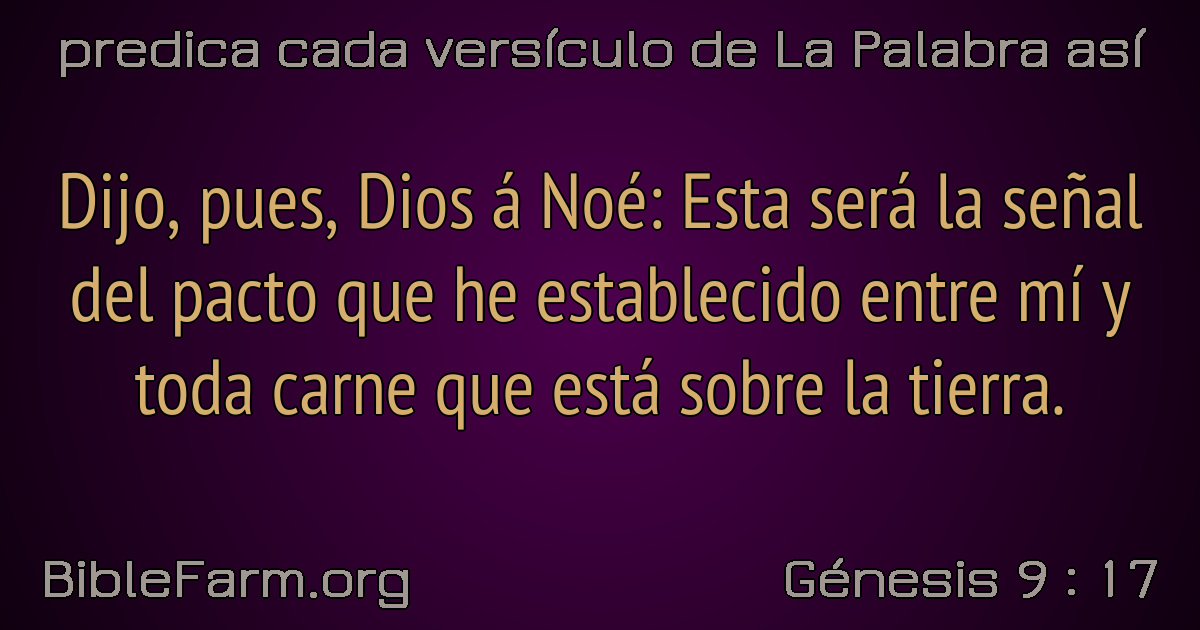 predica cada versículo de La Palabra así
Dijo, pues, Dios á Noé: Esta será la señal
del pacto que he establecido entre mí y
toda carne que está sobre la tierra.
BibleFarm.org
Génesis 9 : 17